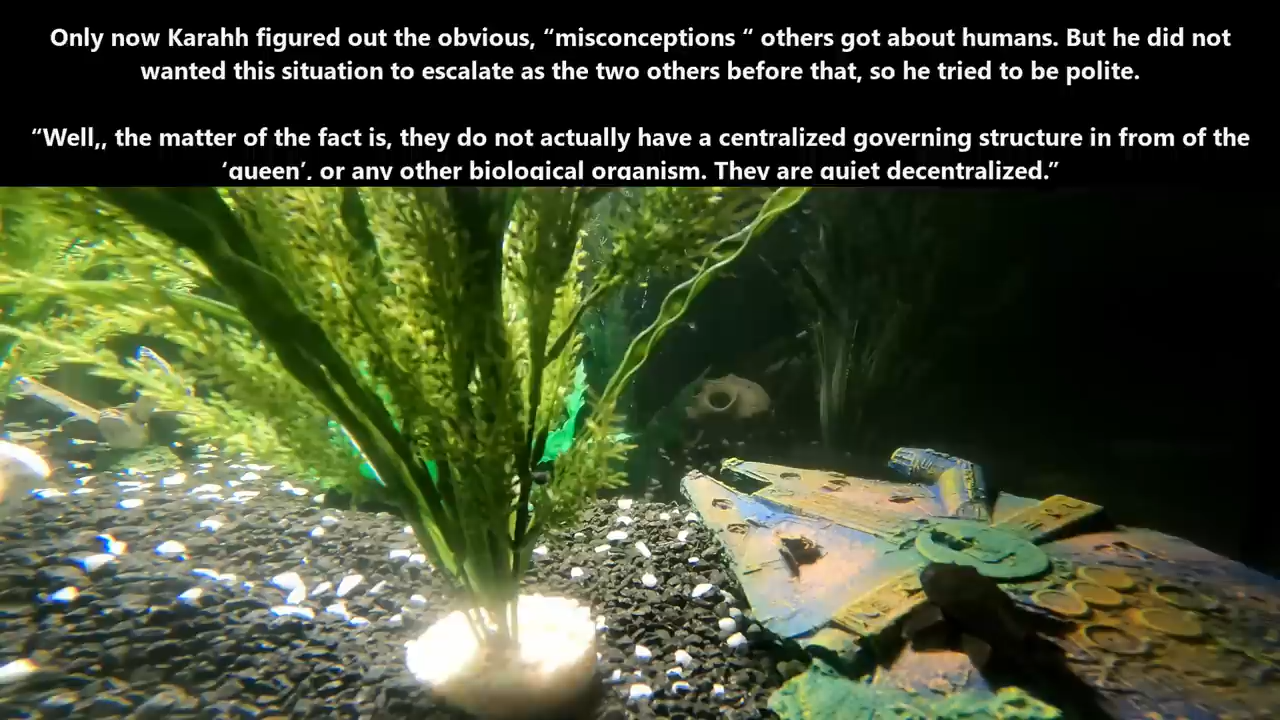 Only now Karahh figured out the obvious, “misconceptions “ others got about humans. But he did not
wanted this situation to escalate as the two others before that, so he tried to be polite.
“Well,, the matter of the fact is, they do not actually have a centralized governing structure in from of the
‘queen’, or any other biological organism. They are quiet decentralized.”